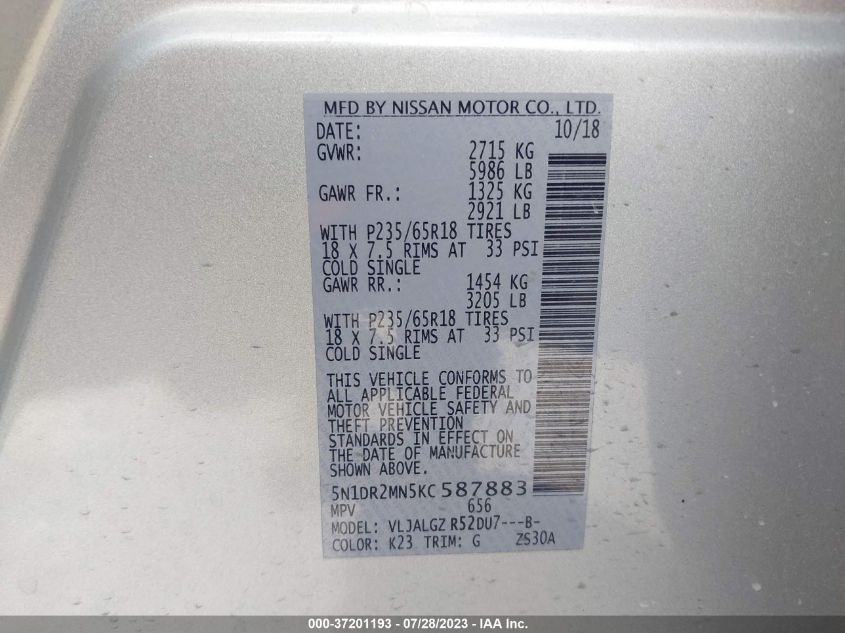 MFD BY NISSAN MOTOR CO., LTD.
DATE: 10/18
GVWR: 2715 KG
5986 LB
GAWR FR.: 1325 KG
2921 LB
WITH P235/65R18 TIRES
18 X 7.5 RIMS AT 33 PSI
COLD SINGLE
GAWR RR.: 1454 KG
3205 LB
WITH P235/65R18 TIRES
18 X 7.5 RIMS AT 33 PSI
COLD SINGLE
THIS VEHICLE CONFORMS TO
ALL APPLICABLE FEDERAL
MOTOR VEHICLE SAFETY AND
THEFT PREVENTION
STANDARDS IN EFFECT ON
THE DATE OF MANUFACTURE
SHOWN ABOVE.
5N1DR2MN5KC587883
MPV 656
MODEL: VLJALGZ R52DU7---B-
COLOR: K23 TRIM: G ZS30A
000-37201193 - 07/28/2023 - IAA Inc.